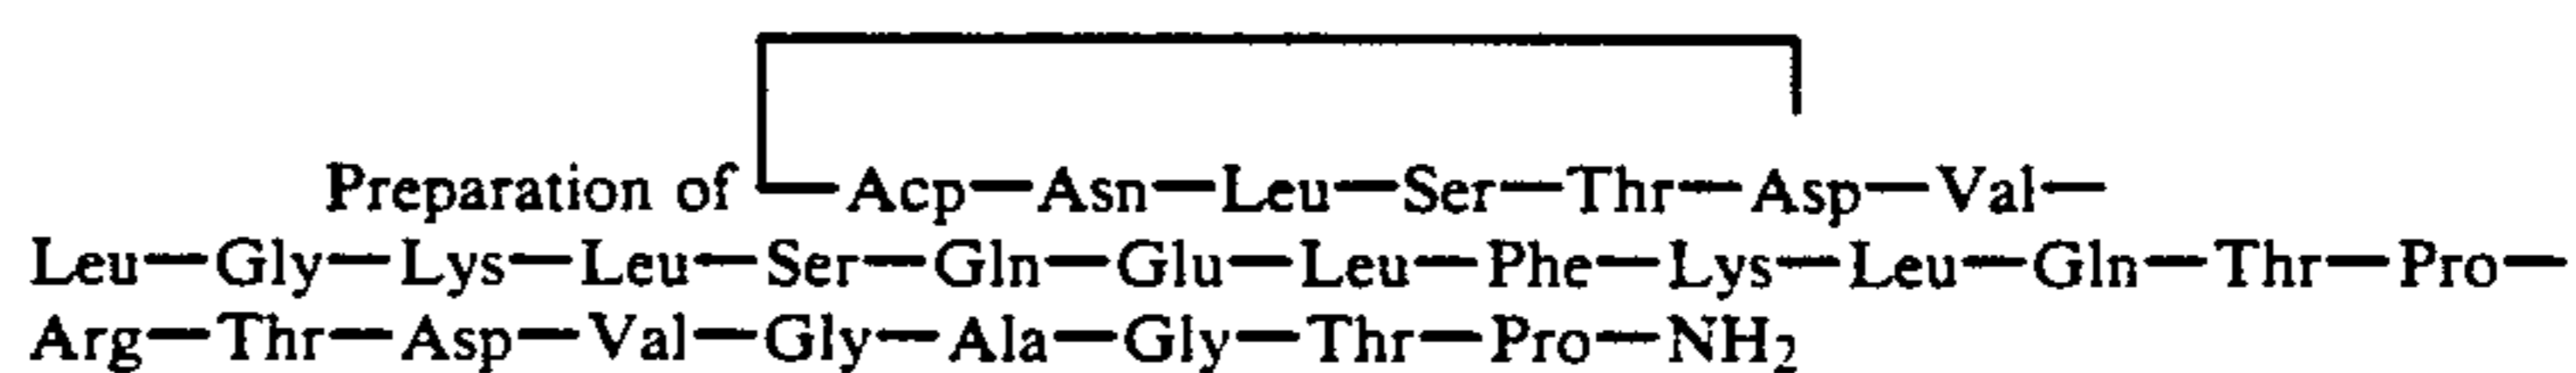 Preparation of Acp—Asn—Leu—Ser—Thr—Asp—Val—
Leu—Gly—Lys—Leu—Ser—Gln—Glu—Leu—Phe—Lys—Leu—Gln—Thr—Pro—
Arg—Thr—Asp—Val—Gly—Ala—Gly—Thr—Pro—NH₂